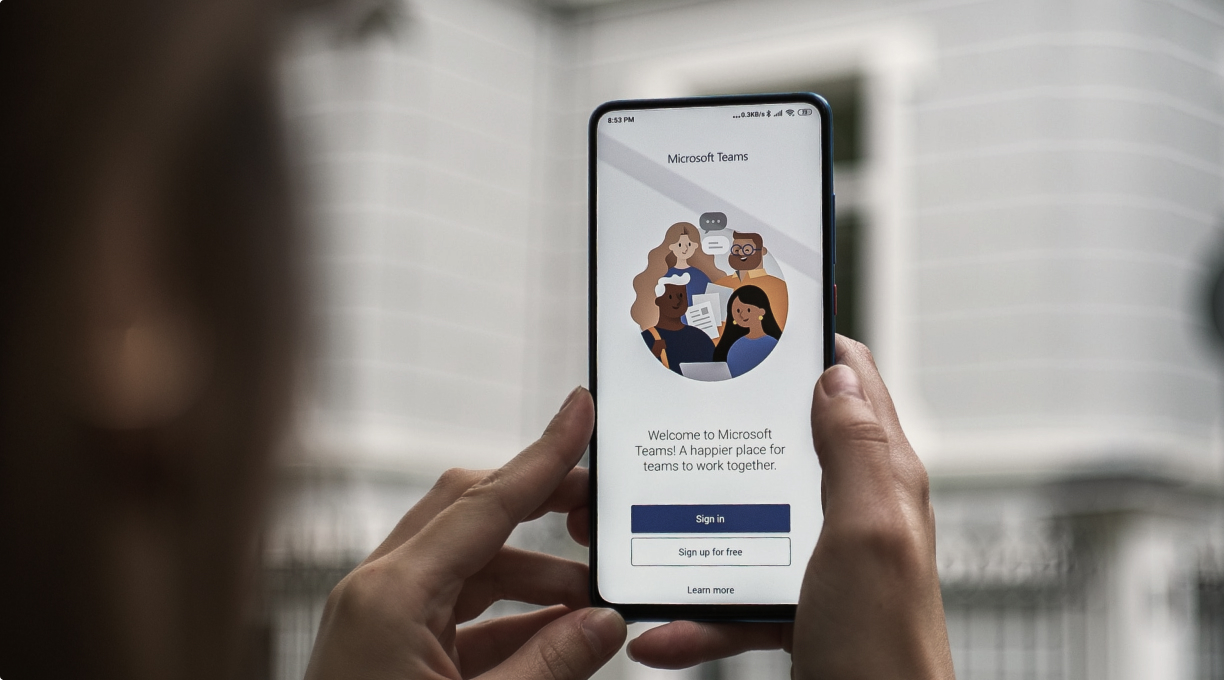 8:53 PM
...0.3KB/s
Microsoft Teams
Welcome to Microsoft
Teams! A happier place for
teams to work together.
Sign in
Sign up for free
Learn more